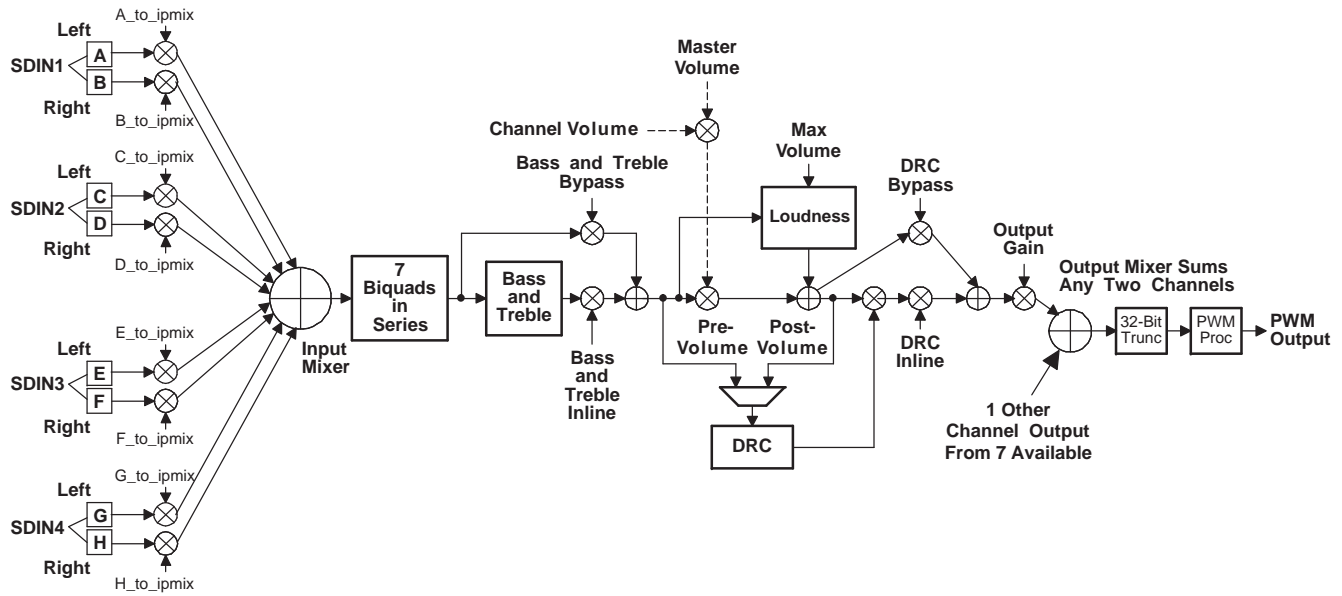 A_to_ipmix
Left
SDIN1
A
B
Right
B_to_ipmix
C_to_ipmix
Left
SDIN2
C
D
Right
D_to_ipmix
E_to_ipmix
Left
SDIN3
E
F
Right
F_to_ipmix
G_to_ipmix
Left
SDIN4
G
H
Right
H_to_ipmix
Input
Mixer
7
Biquads
in
Series
Bass and Treble
Bypass
Bass
and
Treble
Bass
and
Treble
Inline
Master
Volume
Channel Volume
Max
Volume
Loudness
Pre-
Volume
Post-
Volume
DRC
DRC
Bypass
DRC
Inline
Output
Gain
Output Mixer Sums
Any Two Channels
1 Other
Channel Output
From 7 Available
32-Bit
Trunc
PWM
Proc
PWM
Output